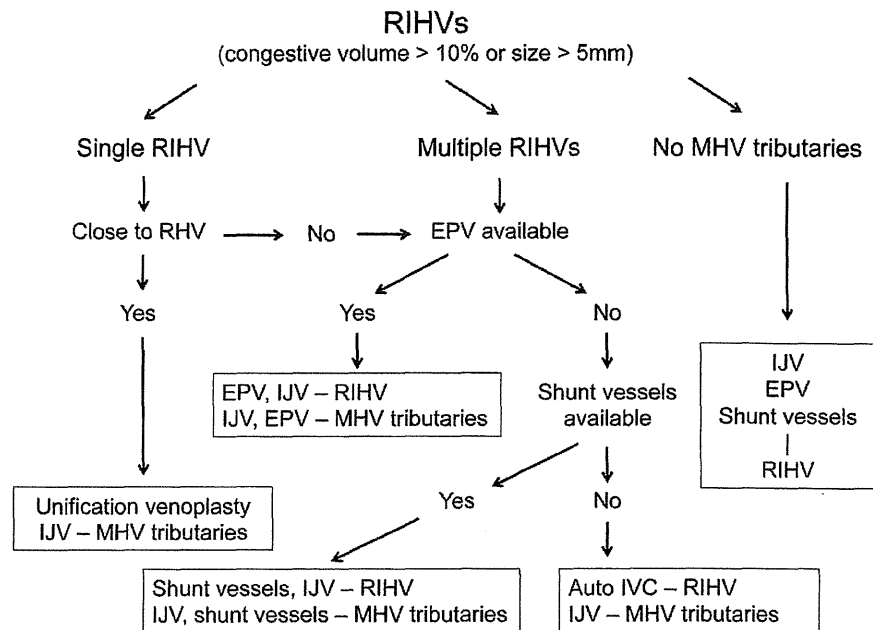 RIHVs
(congestive volume > 10% or size > 5mm)
Single RIHV
Multiple RIHVs
No MHV tributaries
Close to RHV
No
EPV available
Yes
Yes
No
EPV, IJV – RIHV
IJV, EPV – MHV tributaries
Shunt vessels
available
IJV
EPV
Shunt vessels
|
RIHV
Unification venoplasty
IJV – MHV tributaries
Yes
No
Shunt vessels, IJV – RIHV
IJV, shunt vessels – MHV tributaries
Auto IVC – RIHV
IJV – MHV tributaries